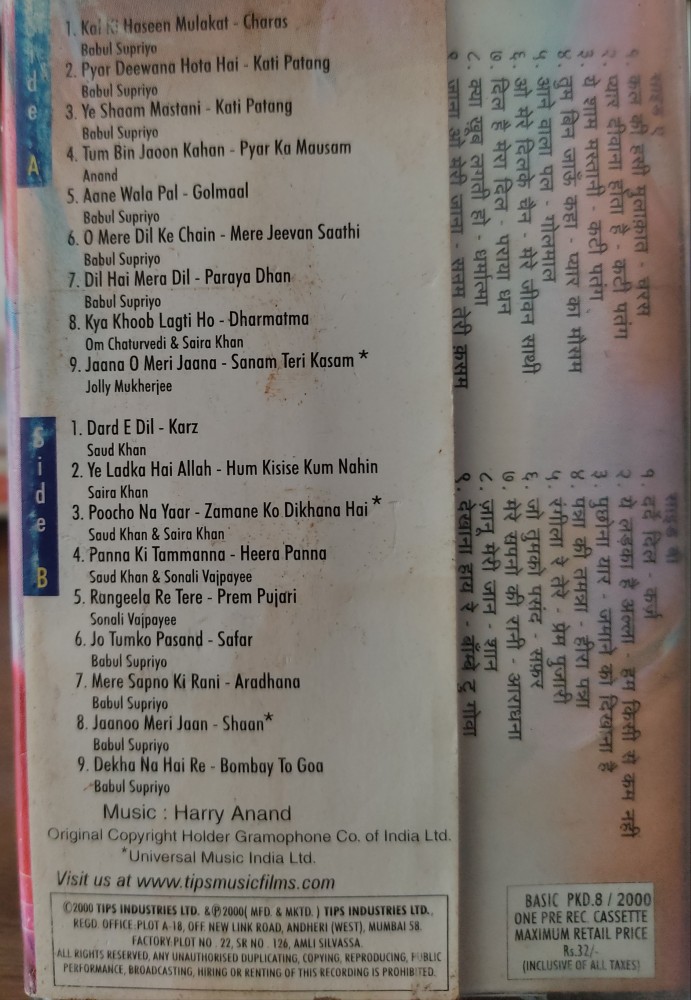 Side A
1. Kal Ki Haseen Mulakat - Charas
Babul Supriyo
2. Pyar Deewana Hota Hai - Kati Patang
Babul Supriyo
3. Ye Shaam Mastani - Kati Patang
Babul Supriyo
4. Tum Bin Jaoon Kahan - Pyar Ka Mausam
Anand
5. Aane Wala Pal - Golmaal
Babul Supriyo
6. O Mere Dil Ke Chain - Mere Jeevan Saathi
Babul Supriyo
7. Dil Hai Mera Dil - Paraya Dhan
Babul Supriyo
8. Kya Khoob Lagti Ho - Dharmatma
Om Chaturvedi & Saira Khan
9. Jaana O Meri Jaana - Sanam Teri Kasam *
Jolly Mukherjee
Side B
1. Dard E Dil - Karz
Saud Khan
2. Ye Ladka Hai Allah - Hum Kisise Kum Nahin
Saira Khan
3. Poocho Na Yaar - Zamane Ko Dikhana Hai *
Saud Khan & Saira Khan
4. Panna Ki Tammanna - Heera Panna
Saud Khan & Sonali Vajpayee
5. Rangeela Re Tere - Prem Pujari
Sonali Vajpayee
6. Jo Tumko Pasand - Safar
Babul Supriyo
7. Mere Sapno Ki Rani - Aradhana
Babul Supriyo
8. Jaanoo Meri Jaan - Shaan*
Babul Supriyo
9. Dekha Na Hai Re - Bombay To Goa
Babul Supriyo
Music : Harry Anand
Original Copyright Holder Gramophone Co. of India Ltd.
*Universal Music India Ltd.
Visit us at www.tipsmusicfilms.com
©2000 TIPS INDUSTRIES LTD. & ℗2000( MFD. & MKTD. ) TIPS INDUSTRIES LTD.,
REGD. OFFICE.PLOT A-18, OFF. NEW LINK ROAD, ANDHERI (WEST), MUMBAI 58.
FACTORY.PLOT NO . 22, SR NO . 126, AMLI SILVASSA.
ALL RIGHTS RESERVED, ANY UNAUTHORISED DUPLICATING, COPYING, REPRODUCING, PUBLIC
PERFORMANCE, BROADCASTING, HIRING OR RENTING OF THIS RECORDING IS PROHIBITED.
साइड ए
१. कल की हसी मुलाक़ात - चरस
२. प्यार दीवाना होता है - कटी पतंग
३. ये शाम मस्तानी - कटी पतंग
४. तुम बिन जाऊँ कहा - प्यार का मौसम
५. आने वाला पल - गोलमाल
६. ओ मेरे दिलके चैन - मेरे जीवन साथी
७. दिल है मेरा दिल - पराया धन
८. क्या खुब लगती हो - धर्मात्मा
९. जाना ओ मेरी जाना - सनम तेरी क़सम
साइड बी
१. दर्दे दिल - कर्ज
२. ये लड़का है अल्ला - हम किसी से कम नहीं
३. पुछोना यार - जमाने को दिखाना है
४. पन्ना की तमन्ना - हीरा पन्ना
५. रंगीला रे तेरे - प्रेम पुजारी
६. जो तुमको पसंद - सफ़र
७. मेरे सपनो की रानी - आराधना
८. जानू मेरी जान - शान
९. देखाना हाय रे - बॉम्बे टु गोवा
BASIC PKD.8 / 2000
ONE PRE REC. CASSETTE
MAXIMUM RETAIL PRICE
Rs.32/-
(INCLUSIVE OF ALL TAXES)